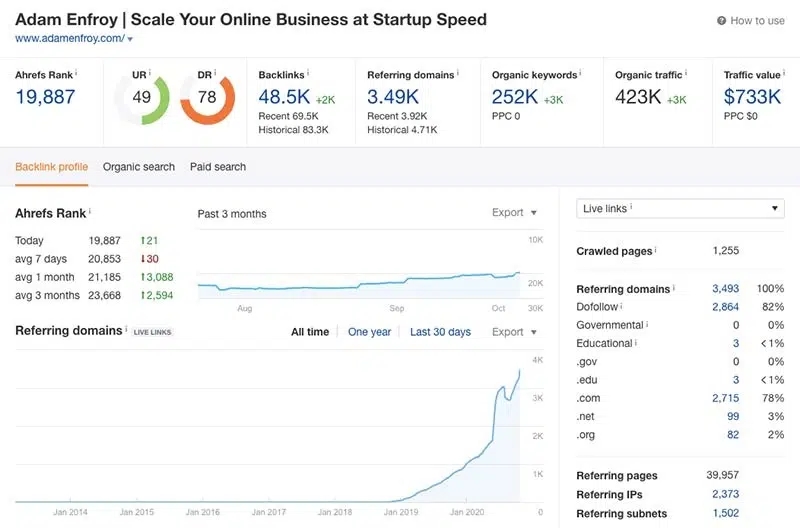 Adam Enfroy | Scale Your Online Business at Startup Speed
How to use
www.adamenfroy.com/
Ahrefs Rank
19,887
UR
49
DR
78
Backlinks
48.5K +2K
Recent 69.5K
Historical 83.3K
Referring domains
3.49K
Recent 3.92K
Historical 4.71K
Organic keywords
252K +3K
PPC 0
Organic traffic
423K +3K
Traffic value
$733K
PPC $0
Backlink profile
Organic search
Paid search
Ahrefs Rank
Today 19,887 ↑21
avg 7 days 20,853 ↓30
avg 1 month 21,185 ↑3,088
avg 3 months 23,668 ↑2,594
Past 3 months
Export
10K
20K
30K
Aug Sep Oct
Referring domains LIVE LINKS
All time One year Last 30 days Export
4K
3K
2K
1K
0
Jan 2014 Jan 2015 Jan 2016 Jan 2017 Jan 2018 Jan 2019 Jan 2020
Live links
Crawled pages 1,255
Referring domains 3,493 100%
Dofollow 2,864 82%
Governmental 0 0%
Educational 3 <1%
.gov 0 0%
.edu 3 <1%
.com 2,715 78%
.net 99 3%
.org 82 2%
Referring pages 39,957
Referring IPs 2,373
Referring subnets 1,502